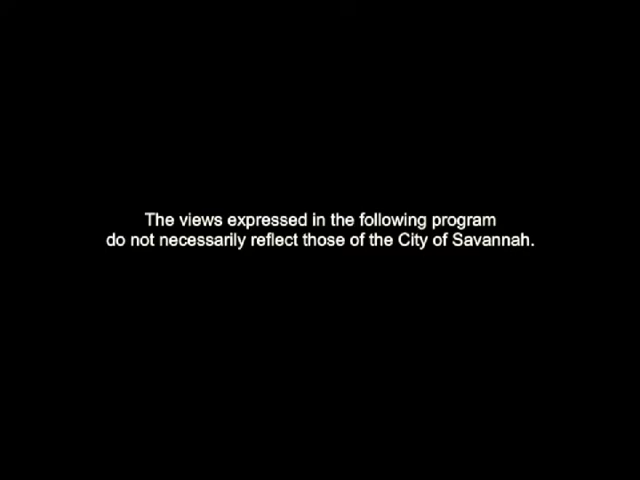 The views expressed in the following program
do not necessarily reflect those of the City of Savannah.